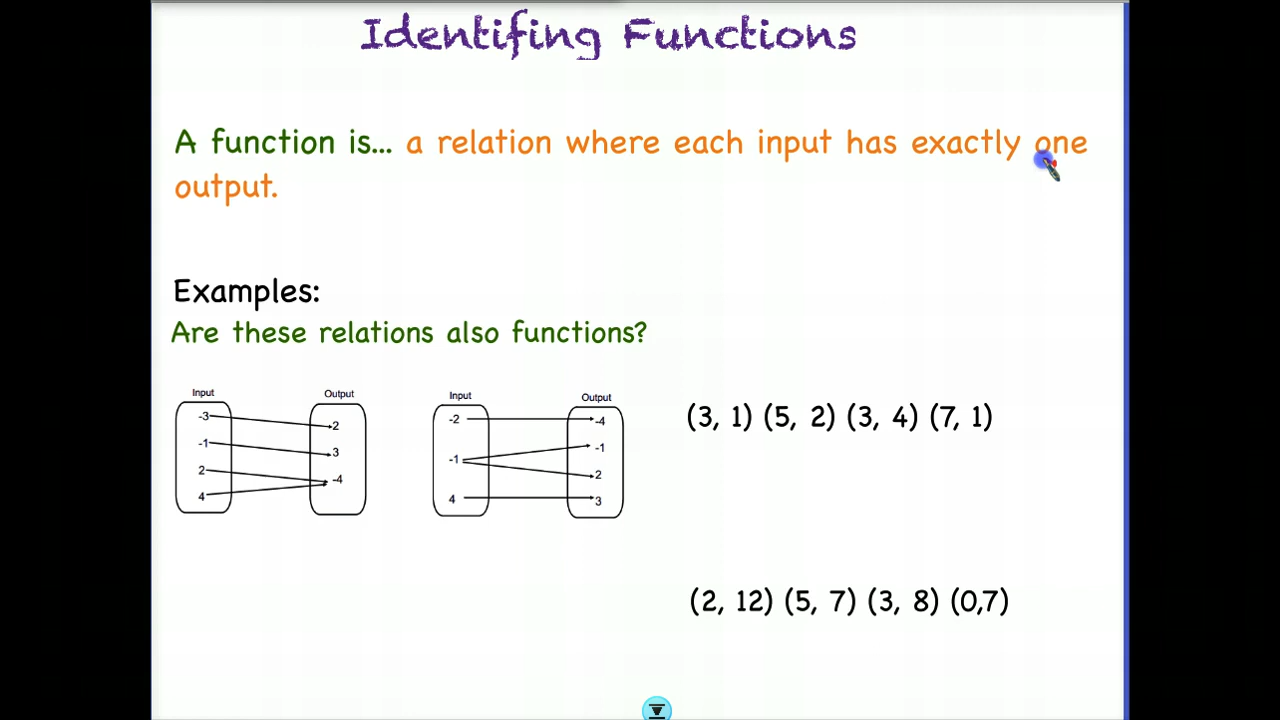 Identifing Functions
A function is... a relation where each input has exactly one
output.
Examples:
Are these relations also functions?
Input Output
-3 2
-1 3
2 -4
4
Input Output
-2 -4
-1 -1
2
4 3
(3, 1) (5, 2) (3, 4) (7, 1)
(2, 12) (5, 7) (3, 8) (0,7)